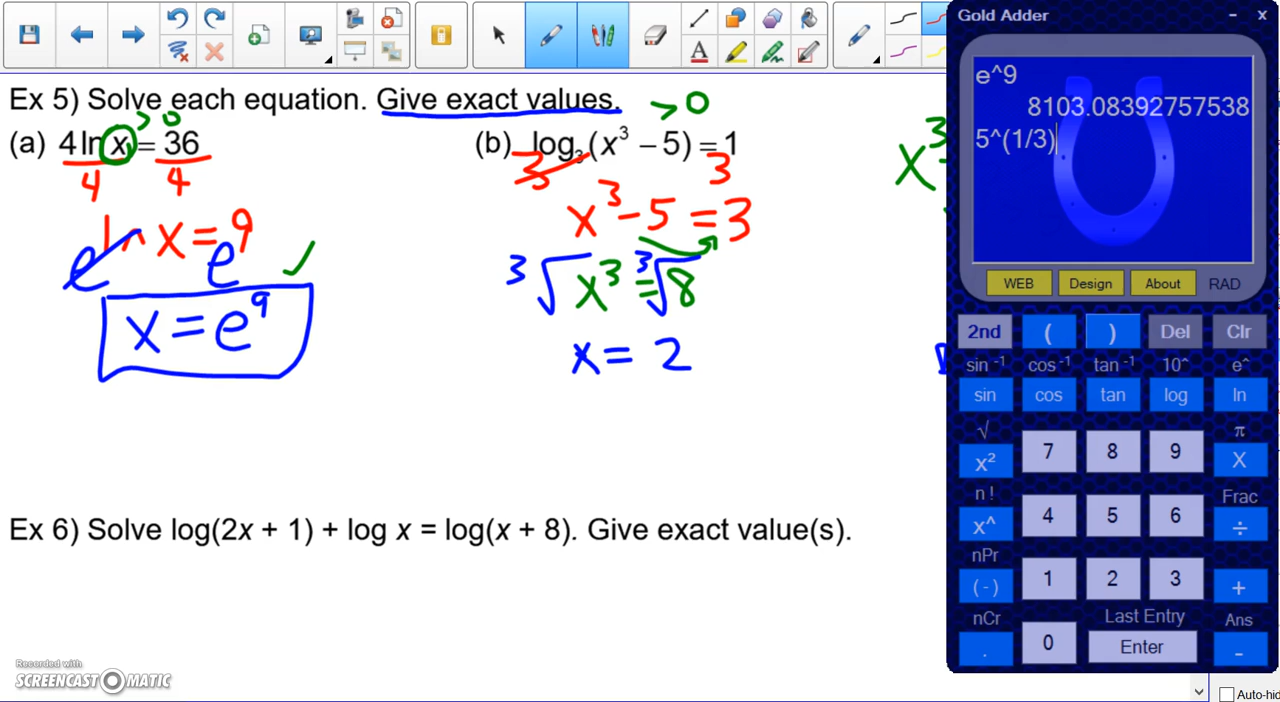 Ex 5) Solve each equation. Give exact values.
> 0
> 0
(a) 4 ln x = 36
4 4
ln x = 9
e e
x = e^9
(b) log₃(x³ − 5) = 1
3 3
x³ − 5 = 3
³√x³ = ³√8
x = 2
x³
Ex 6) Solve log(2x + 1) + log x = log(x + 8). Give exact value(s).
Recorded with
SCREENCAST-O-MATIC
Gold Adder
– x
e^9
8103.08392757538
5^(1/3)
WEB Design About RAD
2nd ( ) Del Clr
sin⁻¹ cos⁻¹ tan⁻¹ 10^ e^
sin cos tan log ln
√ π
x² 7 8 9 X
n ! Frac
x^ 4 5 6 ÷
nPr
(-) 1 2 3 +
nCr Last Entry Ans
. 0 Enter -
Auto-hid